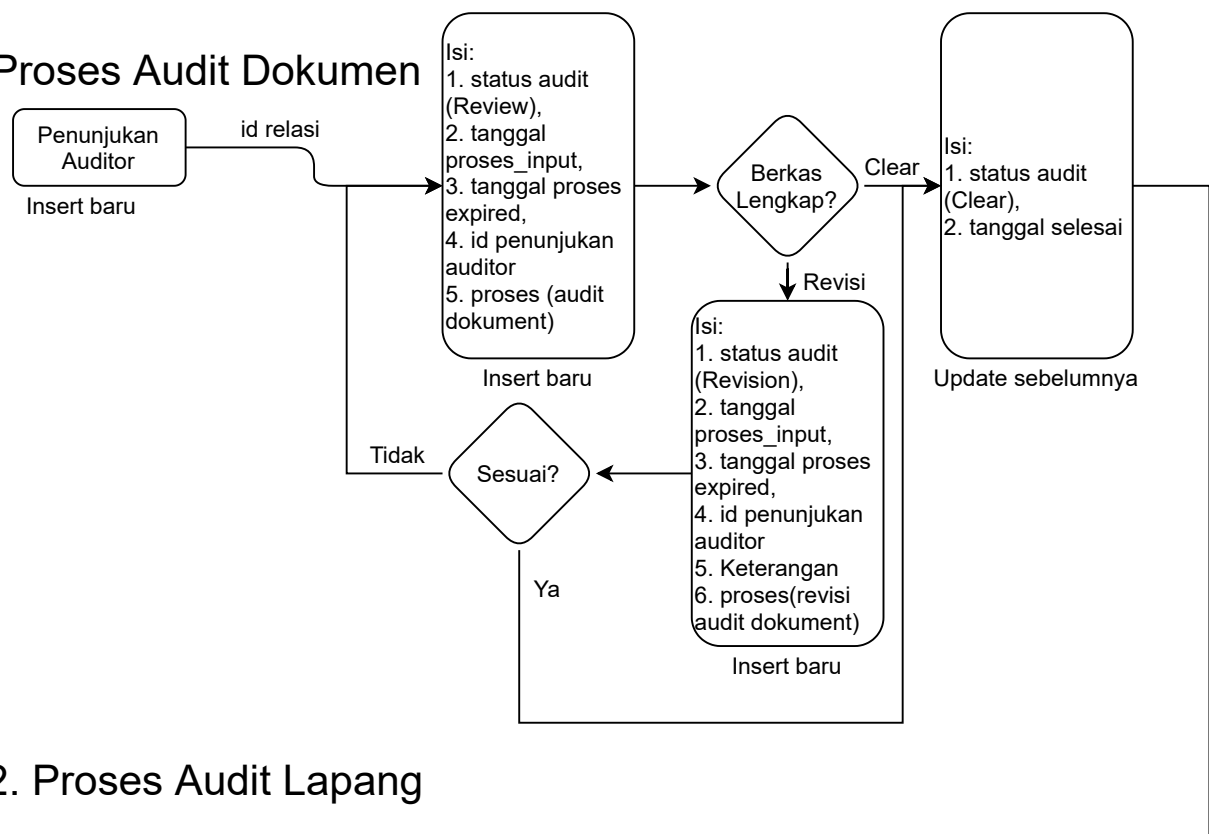 Proses Audit Dokumen
Penunjukan
Auditor
Insert baru
id relasi
Isi:
1. status audit
(Review),
2. tanggal
proses_input,
3. tanggal proses
expired,
4. id penunjukan
auditor
5. proses (audit
dokument)
Insert baru
Berkas
Lengkap?
Clear
Revisi
Isi:
1. status audit
(Clear),
2. tanggal selesai
Update sebelumnya
Isi:
1. status audit
(Revision),
2. tanggal
proses_input,
3. tanggal proses
expired,
4. id penunjukan
auditor
5. Keterangan
6. proses(revisi
audit dokument)
Insert baru
Sesuai?
Tidak
Ya
2. Proses Audit Lapang